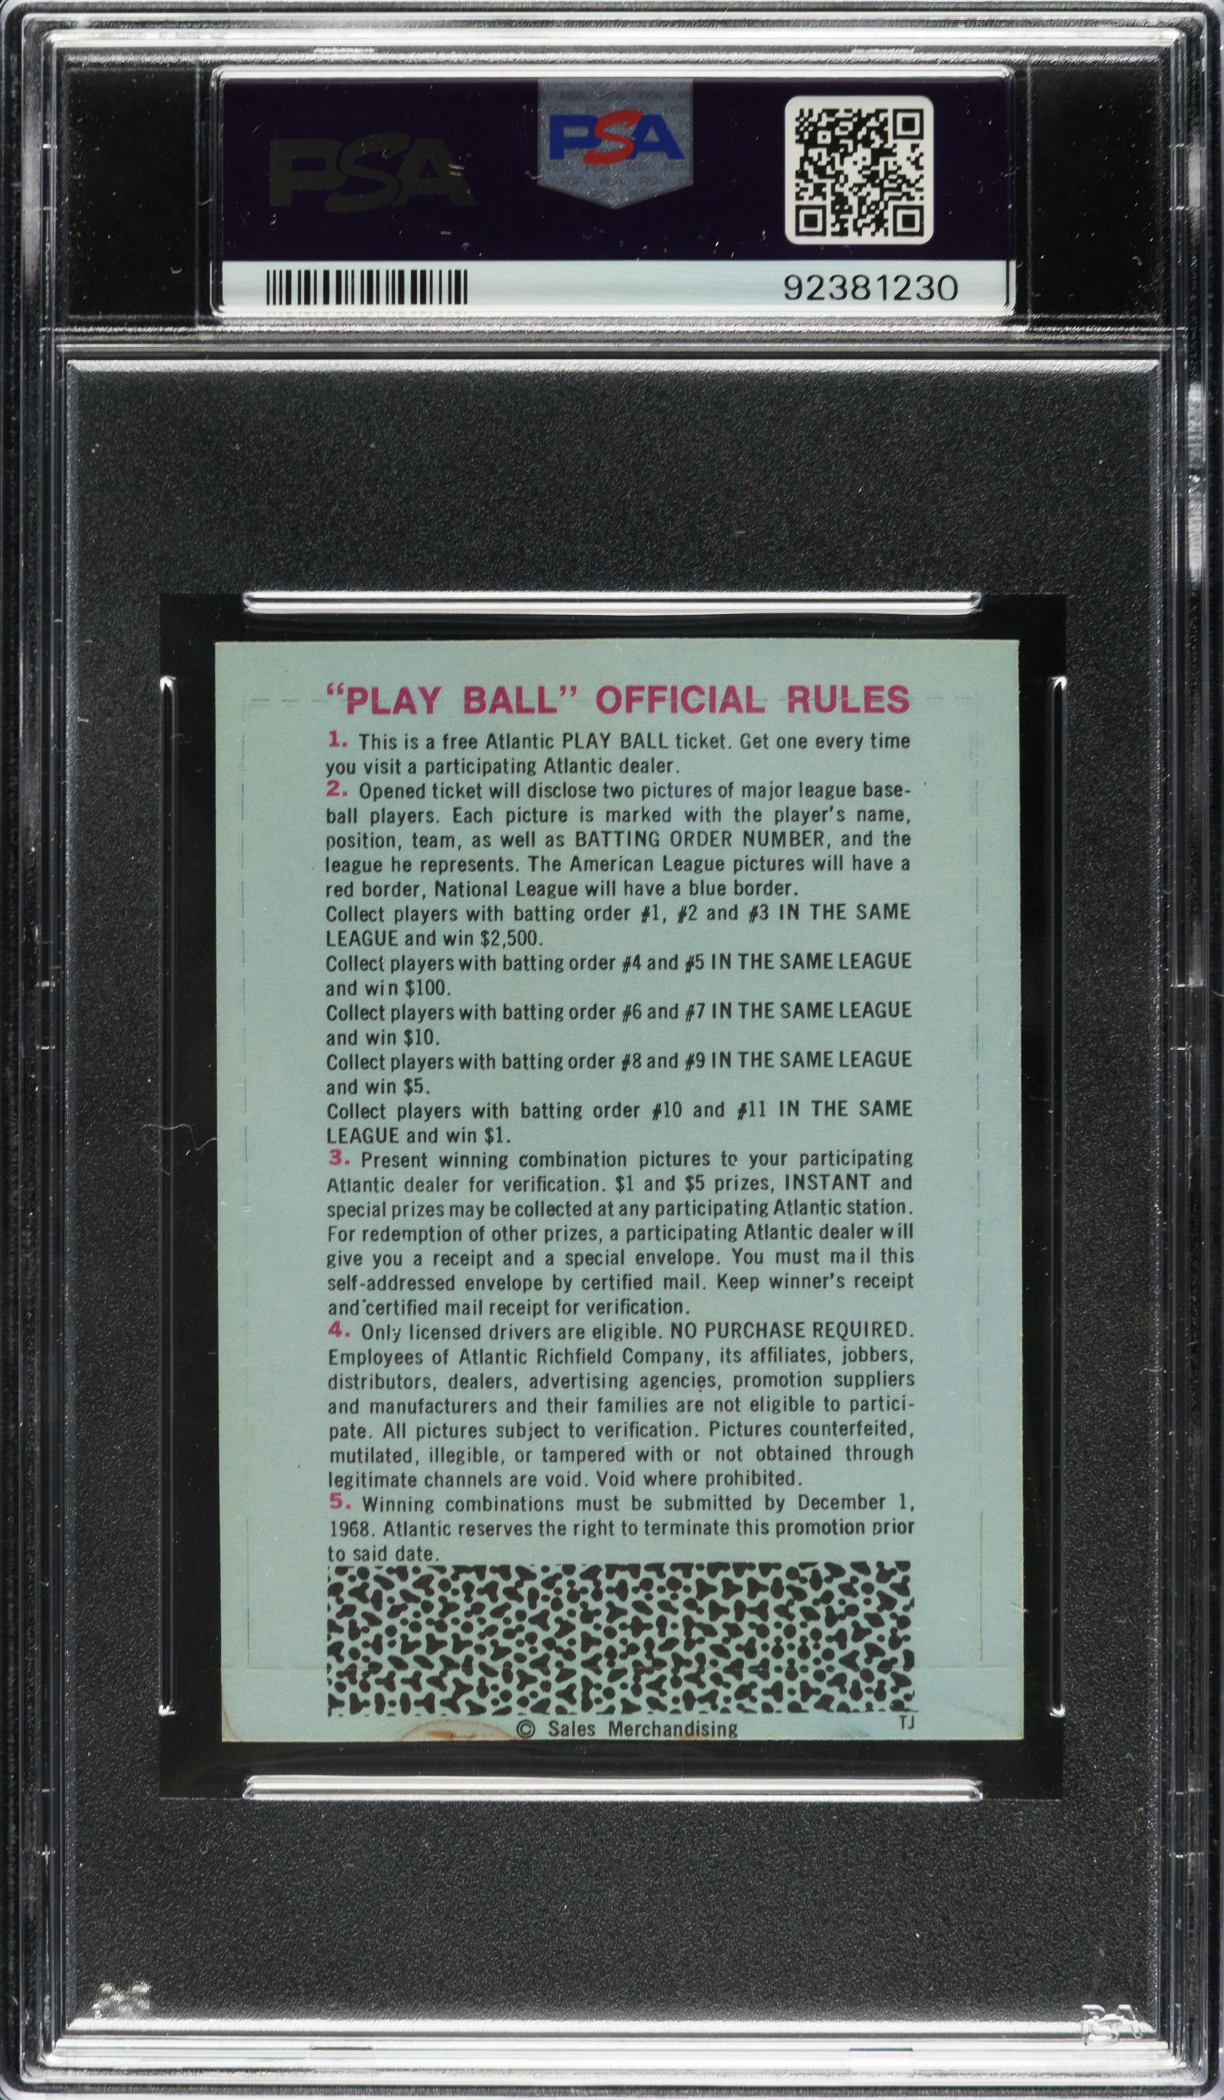 PSA
PSA
92381230
“PLAY BALL” OFFICIAL RULES
1. This is a free Atlantic PLAY BALL ticket. Get one every time
you visit a participating Atlantic dealer.
2. Opened ticket will disclose two pictures of major league base-
ball players. Each picture is marked with the player's name,
position, team, as well as BATTING ORDER NUMBER, and the
league he represents. The American League pictures will have a
red border, National League will have a blue border.
Collect players with batting order #1, #2 and #3 IN THE SAME
LEAGUE and win $2,500.
Collect players with batting order #4 and #5 IN THE SAME LEAGUE
and win $100.
Collect players with batting order #6 and #7 IN THE SAME LEAGUE
and win $10.
Collect players with batting order #8 and #9 IN THE SAME LEAGUE
and win $5.
Collect players with batting order #10 and #11 IN THE SAME
LEAGUE and win $1.
3. Present winning combination pictures to your participating
Atlantic dealer for verification. $1 and $5 prizes, INSTANT and
special prizes may be collected at any participating Atlantic station.
For redemption of other prizes, a participating Atlantic dealer will
give you a receipt and a special envelope. You must mail this
self-addressed envelope by certified mail. Keep winner's receipt
and certified mail receipt for verification.
4. Only licensed drivers are eligible. NO PURCHASE REQUIRED.
Employees of Atlantic Richfield Company, its affiliates, jobbers,
distributors, dealers, advertising agencies, promotion suppliers
and manufacturers and their families are not eligible to partici-
pate. All pictures subject to verification. Pictures counterfeited,
mutilated, illegible, or tampered with or not obtained through
legitimate channels are void. Void where prohibited.
5. Winning combinations must be submitted by December 1,
1968. Atlantic reserves the right to terminate this promotion prior
to said date.
© Sales Merchandising
TJ
PSA